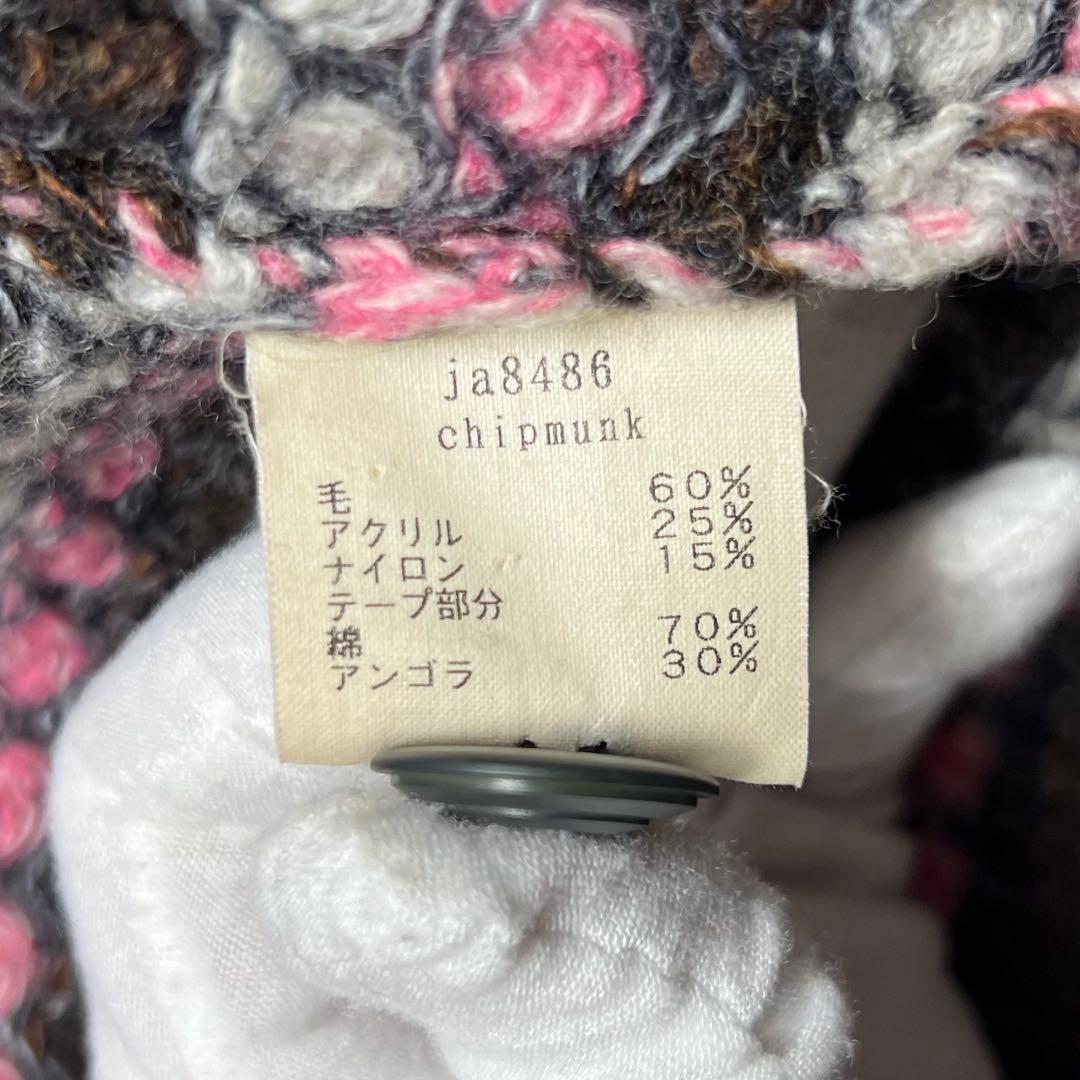 ja8486
chipmunk
毛 60%
アクリル 25%
ナイロン 15%
テープ部分
綿 70%
アンゴラ 30%